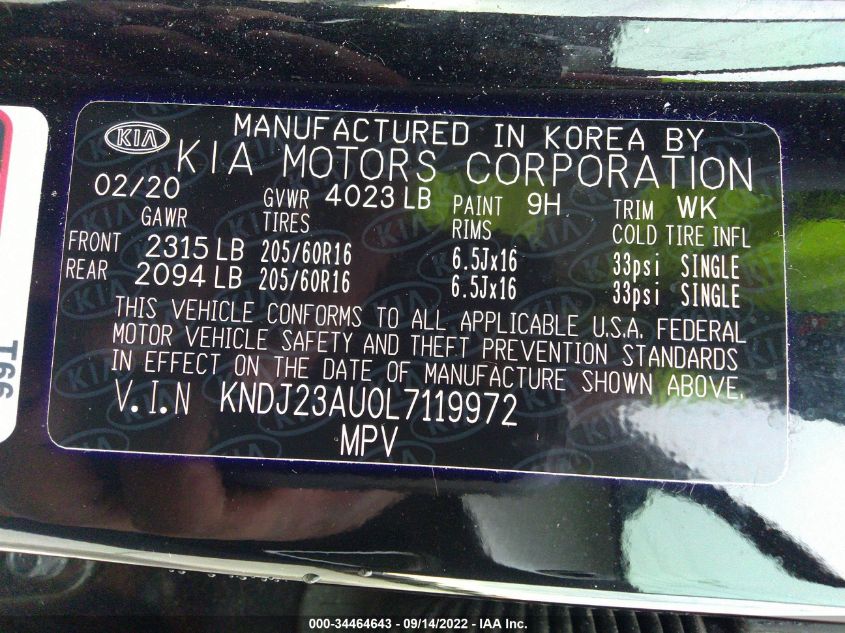 KIA MANUFACTURED IN KOREA BY
KIA MOTORS CORPORATION
02/20 GVWR 4023 LB PAINT 9H TRIM WK
GAWR TIRES RIMS COLD TIRE INFL
FRONT 2315 LB 205/60R16 6.5Jx16 33psi SINGLE
REAR 2094 LB 205/60R16 6.5Jx16 33psi SINGLE
THIS VEHICLE CONFORMS TO ALL APPLICABLE U.S.A. FEDERAL
MOTOR VEHICLE SAFETY AND THEFT PREVENTION STANDARDS
IN EFFECT ON THE DATE OF MANUFACTURE SHOWN ABOVE.
V.I.N KNDJ23AU0L7119972
MPV
000-34464643 - 09/14/2022 - IAA Inc.